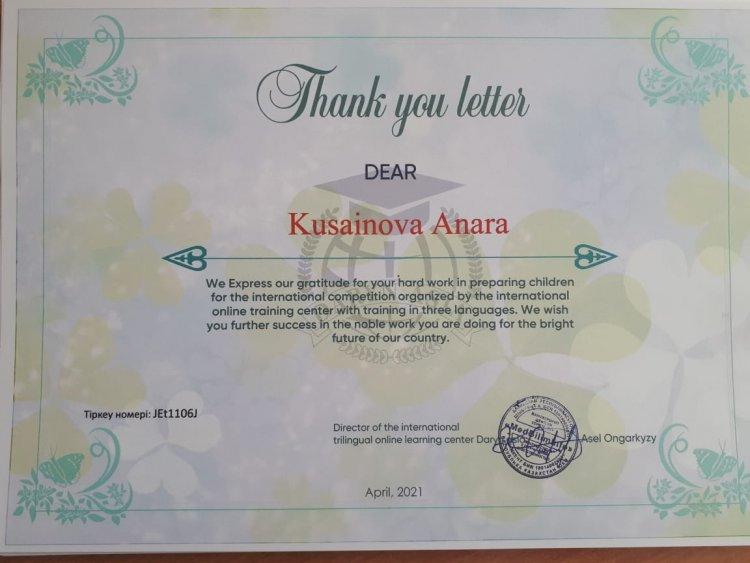 Thank you letter
DEAR
Kusainova Anara
We Express our gratitude for your hard work in preparing children
for the international competition organized by the international
online training center with training in three languages. We wish
you further success in the noble work you are doing for the bright
future of our country.
Тіркеу номері: JEt1106J
Director of the international
trilingual online learning center
Asel Ongarkyzy
April, 2021